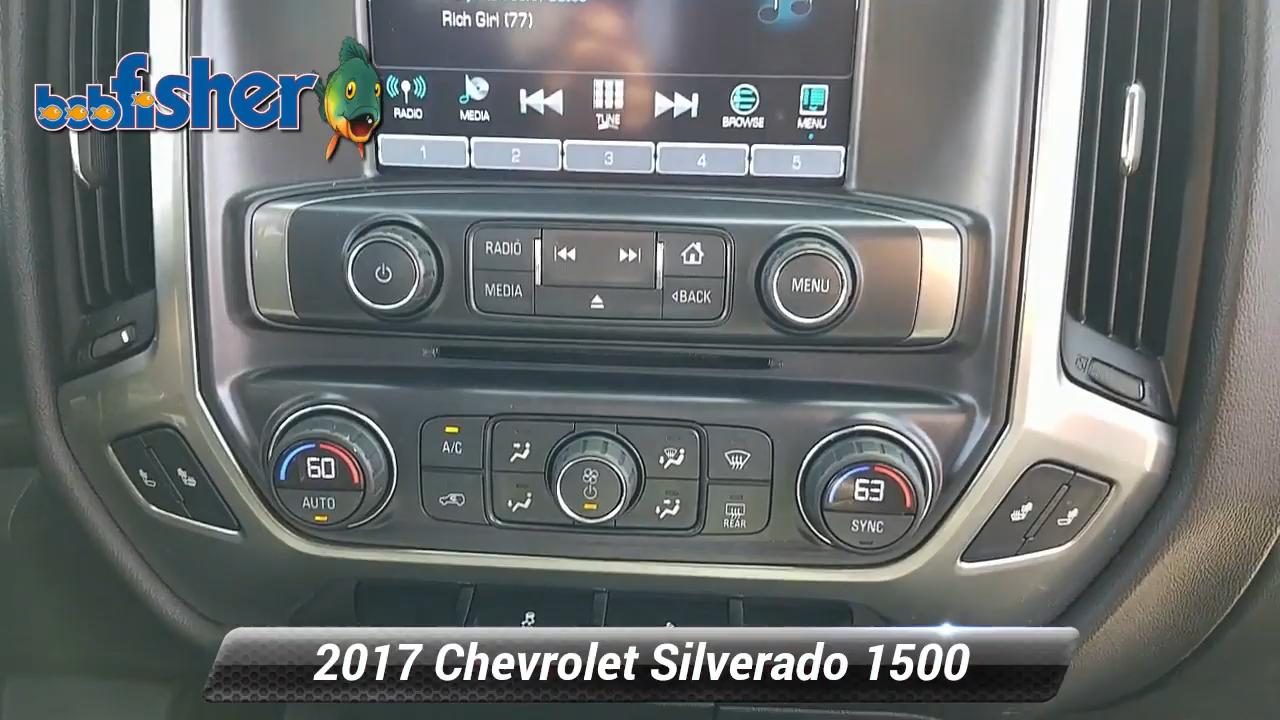 Rich Girl (77)
bobfisher
RADIO
MEDIA
TUNE
BROWSE
MENU
1 2 3 4 5
RADIO
MEDIA
BACK
MENU
60
AUTO
A/C
REAR
63
SYNC
2017 Chevrolet Silverado 1500